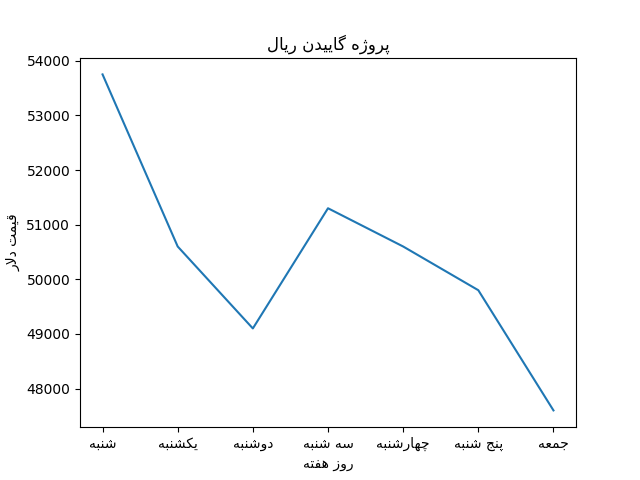 پروژه گاییدن ریال
54000
53000
52000
51000
50000
49000
48000
قیمت دلار
شنبه یکشنبه دوشنبه سه شنبه چهارشنبه پنج شنبه جمعه
روز هفته